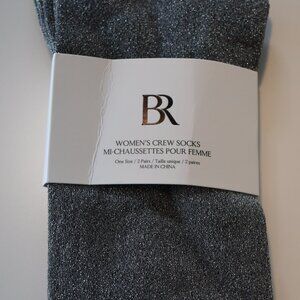 BR
WOMEN'S CREW SOCKS
MI-CHAUSSETTES POUR FEMME
One Size / 2 Pairs / Taille unique / 2 paires
MADE IN CHINA